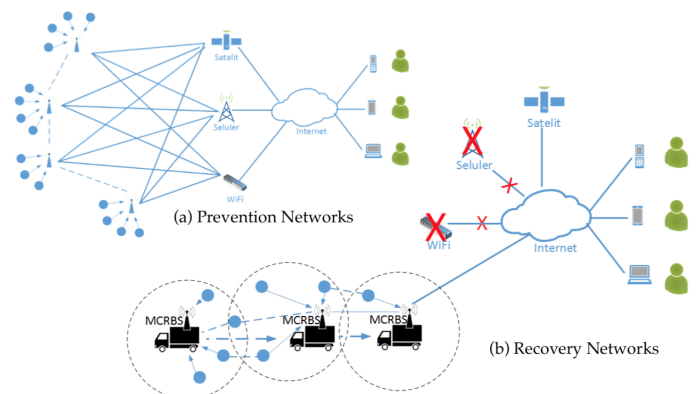 Satelit
Seluler
Internet
WiFi
(a) Prevention Networks
Satelit
Seluler
WiFi
Internet
MCRBS
MCRBS
MCRBS
(b) Recovery Networks